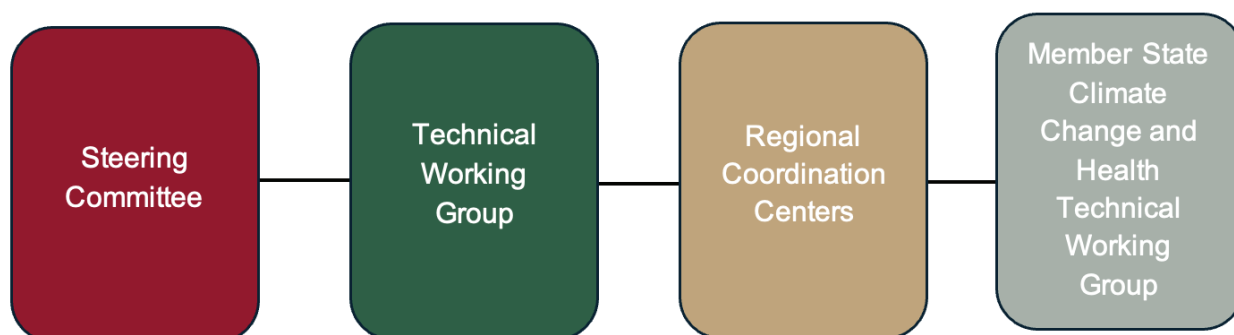 Steering
Committee
Technical
Working
Group
Regional
Coordination
Centers
Member State
Climate
Change and
Health
Technical
Working
Group